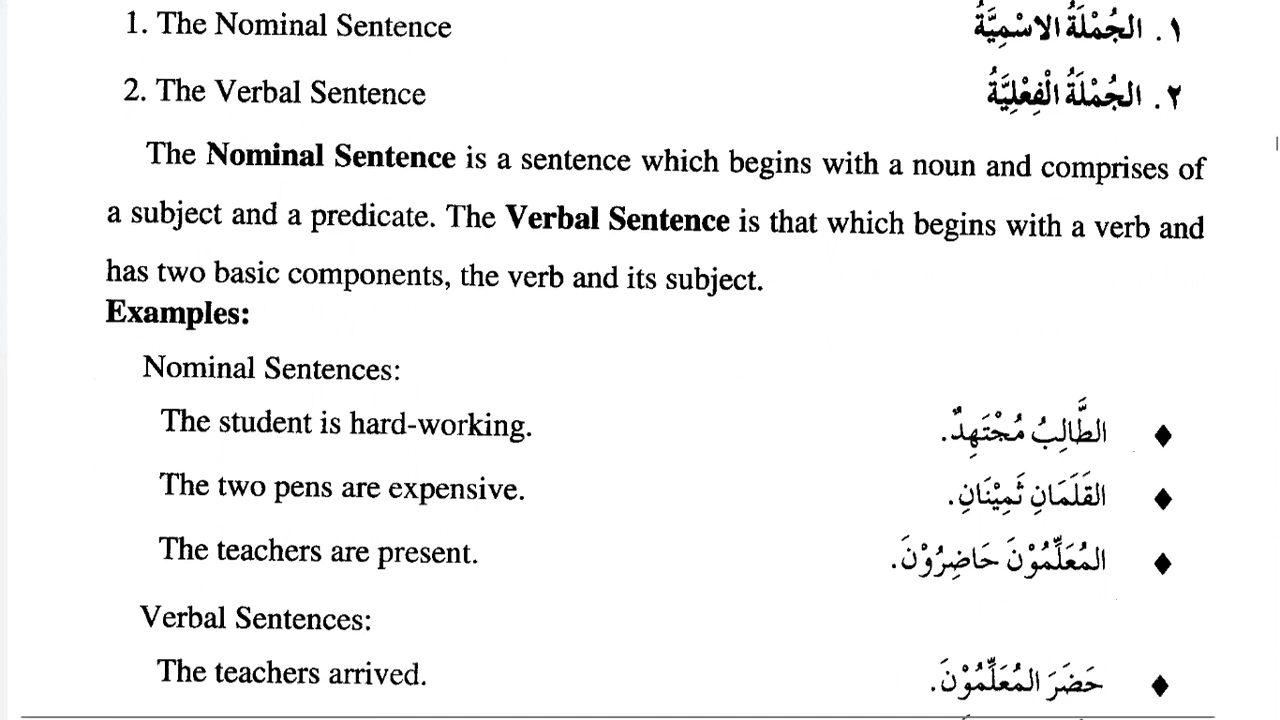 1. The Nominal Sentence ١. الجُمْلَةُ الاسْمِيَّةُ
2. The Verbal Sentence ٢. الجُمْلَةُ الْفِعْلِيَّةُ
The Nominal Sentence is a sentence which begins with a noun and comprises of
a subject and a predicate. The Verbal Sentence is that which begins with a verb and
has two basic components, the verb and its subject.
Examples:
Nominal Sentences:
The student is hard-working. ♦ الطَّالِبُ مُجْتَهِدٌ.
The two pens are expensive. ♦ القَلَمَانِ ثَمِيْنَانِ.
The teachers are present. ♦ المُعَلِّمُوْنَ حَاضِرُوْنَ.
Verbal Sentences:
The teachers arrived. ♦ حَضَرَ المُعَلِّمُوْنَ.